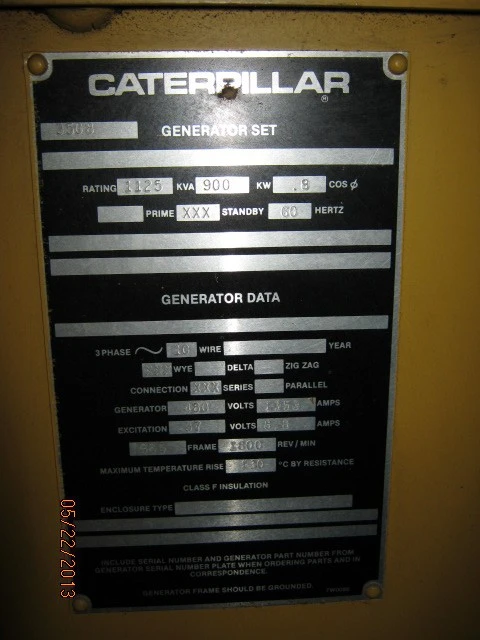 CATERPILLAR
®
GENERATOR SET
RATING 1125 KVA 900 KW .8 COS φ
PRIME XXX STANDBY 60 HERTZ
GENERATOR DATA
3 PHASE 10 WIRE YEAR
WYE DELTA ZIG ZAG
CONNECTION XXX SERIES PARALLEL
GENERATOR 480 VOLTS AMPS
EXCITATION VOLTS AMPS
FRAME 1800 REV / MIN
MAXIMUM TEMPERATURE RISE 130 °C BY RESISTANCE
CLASS F INSULATION
ENCLOSURE TYPE
INCLUDE SERIAL NUMBER AND GENERATOR PART NUMBER FROM
GENERATOR SERIAL NUMBER PLATE WHEN ORDERING PARTS AND IN
CORRESPONDENCE.
GENERATOR FRAME SHOULD BE GROUNDED.
05/22/2013